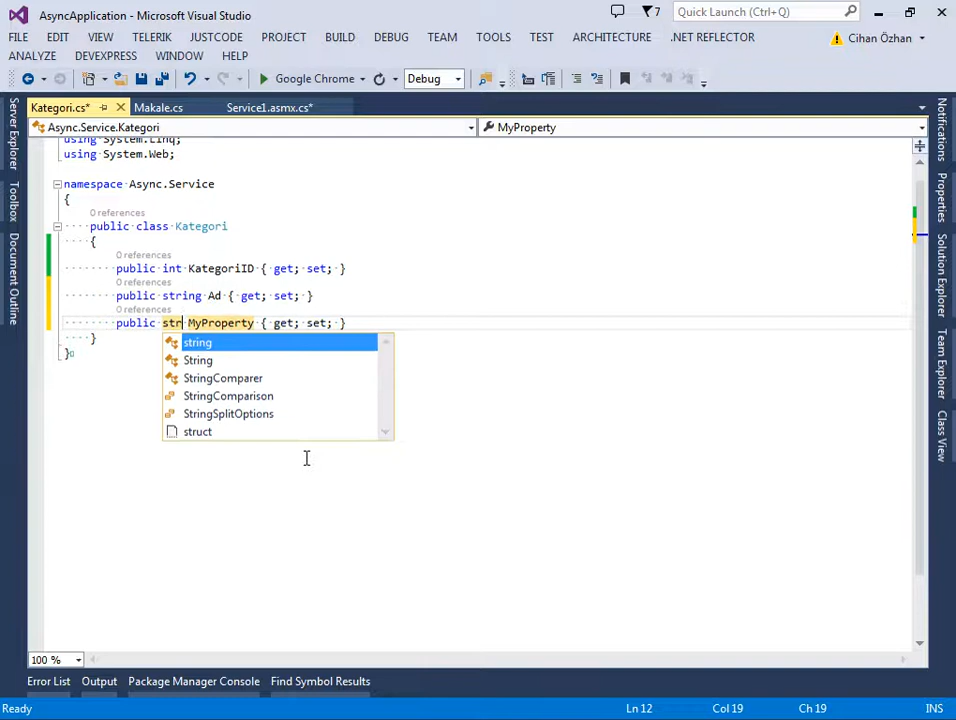 AsyncApplication - Microsoft Visual Studio
7
Quick Launch (Ctrl+Q)
FILE EDIT VIEW TELERIK JUSTCODE PROJECT BUILD DEBUG TEAM TOOLS TEST ARCHITECTURE .NET REFLECTOR
Cihan Özhan
ANALYZE DEVEXPRESS WINDOW HELP
Google Chrome
Debug
Kategori.cs*
Makale.cs
Service1.asmx.cs*
Async.Service.Kategori
MyProperty
using System.Linq;
using System.Web;
namespace Async.Service
{
0 references
public class Kategori
{
0 references
public int KategoriID { get; set; }
0 references
public string Ad { get; set; }
0 references
public str MyProperty { get; set; }
}
}
string
String
StringComparer
StringComparison
StringSplitOptions
struct
Server Explorer
Toolbox
Document Outline
Notifications
Properties
Solution Explorer
Team Explorer
Class View
100 %
Error List Output Package Manager Console Find Symbol Results
Ready
Ln 12
Col 19
Ch 19
INS